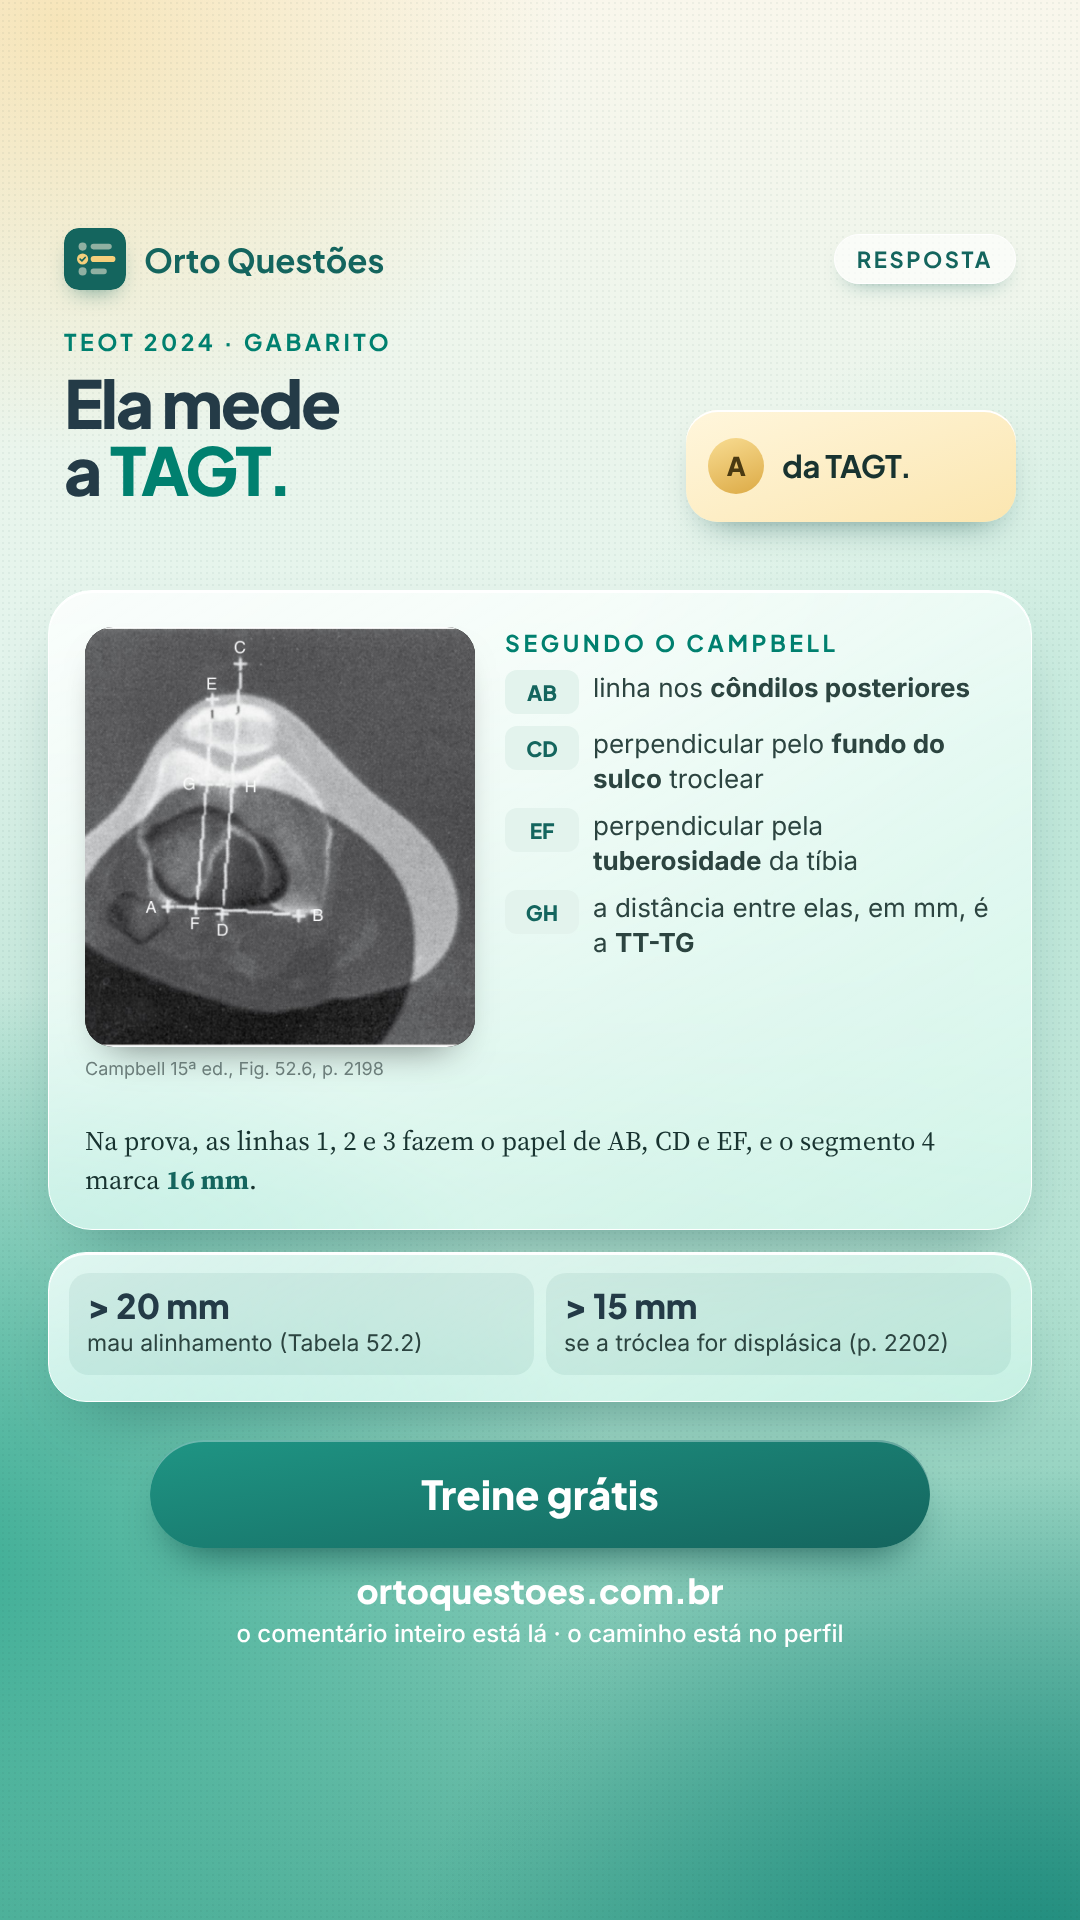 Orto Questões
RESPOSTA
TEOT 2024 · GABARITO
Ela mede
a TAGT.
A da TAGT.
C
E
G H
A
B
F
D
Campbell 15ª ed., Fig. 52.6, p. 2198
SEGUNDO O CAMPBELL
AB linha nos côndilos posteriores
CD perpendicular pelo fundo do
sulco troclear
EF perpendicular pela
tuberosidade da tíbia
GH a distância entre elas, em mm, é
a TT-TG
Na prova, as linhas 1, 2 e 3 fazem o papel de AB, CD e EF, e o segmento 4
marca 16 mm.
> 20 mm
mau alinhamento (Tabela 52.2)
> 15 mm
se a tróclea for displásica (p. 2202)
Treine grátis
ortoquestoes.com.br
o comentário inteiro está lá · o caminho está no perfil